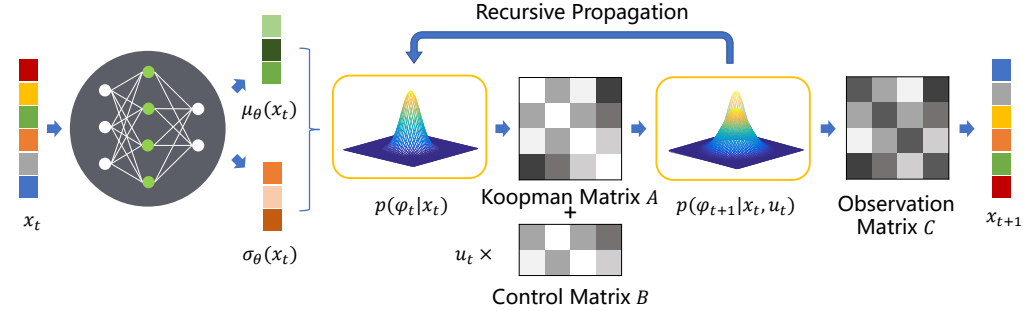 Recursive Propagation
x_t
μ_θ(x_t)
σ_θ(x_t)
p(φ_t|x_t)
Koopman Matrix A
+
u_t ×
Control Matrix B
p(φ_{t+1}|x_t, u_t)
Observation
Matrix C
x_{t+1}